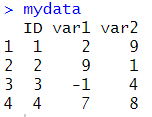 > mydata
ID var1 var2
1 1 2 9
2 2 9 1
3 3 -1 4
4 4 7 8